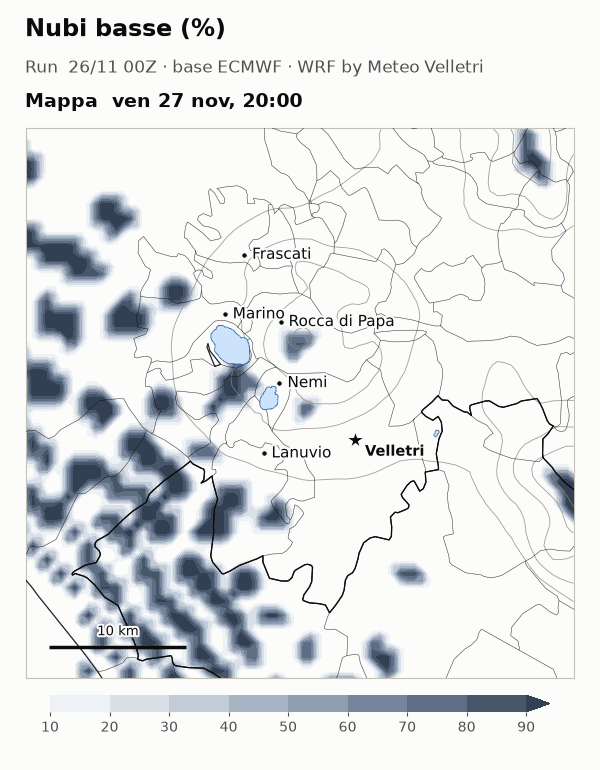 Nubi basse (%)
Run  26/11 00Z · base ECMWF · WRF by Meteo Velletri
Mappa  ven 27 nov, 20:00
Frascati
Marino
Rocca di Papa
Nemi
Velletri
Lanuvio
10 km
10 20 30 40 50 60 70 80 90